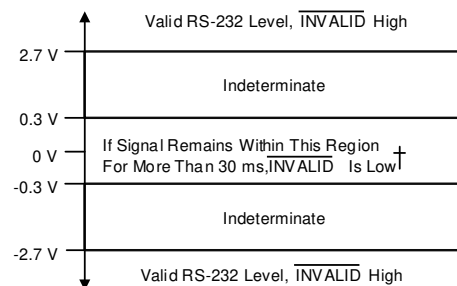 Valid RS-232 Level, INVALID High
2.7 V
Indeterminate
0.3 V
If Signal Remains Within This Region
0 V
For More Than 30 ms, INVALID Is Low†
-0.3 V
Indeterminate
-2.7 V
Valid RS-232 Level, INVALID High